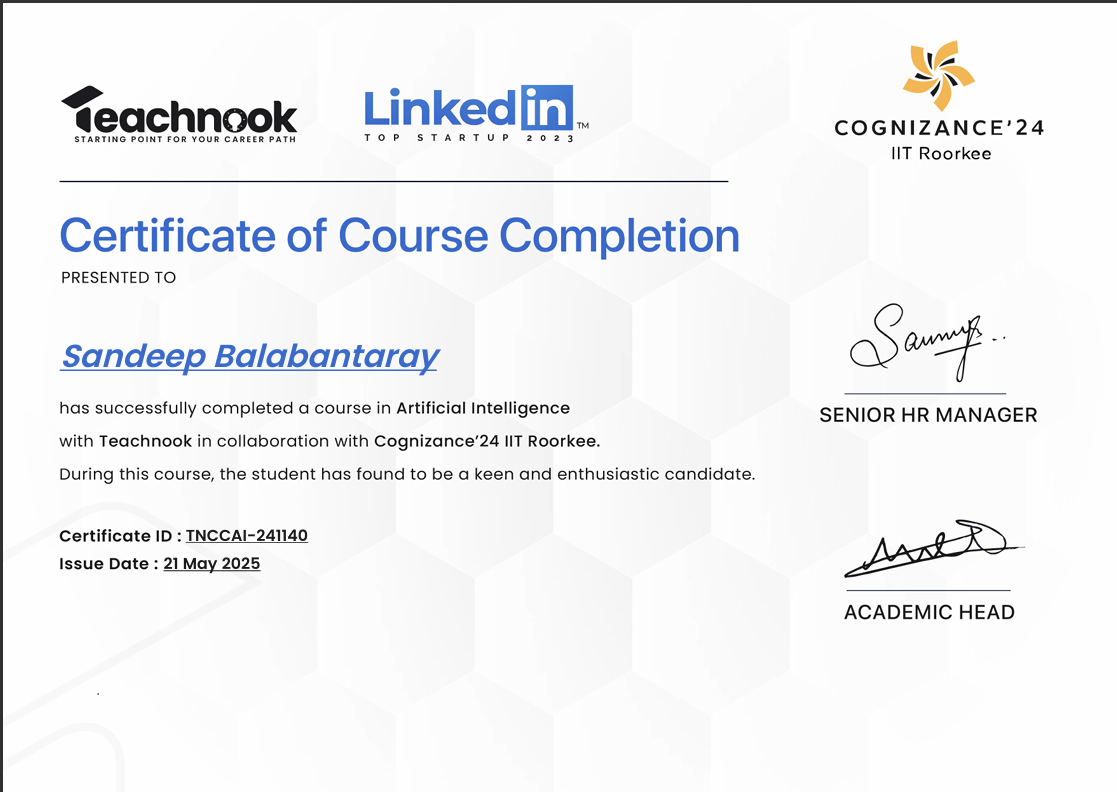 Teachnook
STARTING POINT FOR YOUR CAREER PATH
Linkedin TM
TOP STARTUP 2023
COGNIZANCE'24
IIT Roorkee
Certificate of Course Completion
PRESENTED TO
Sandeep Balabantaray
has successfully completed a course in Artificial Intelligence
with Teachnook in collaboration with Cognizance’24 IIT Roorkee.
During this course, the student has found to be a keen and enthusiastic candidate.
Certificate ID : TNCCAI-241140
Issue Date : 21 May 2025
SENIOR HR MANAGER
ACADEMIC HEAD